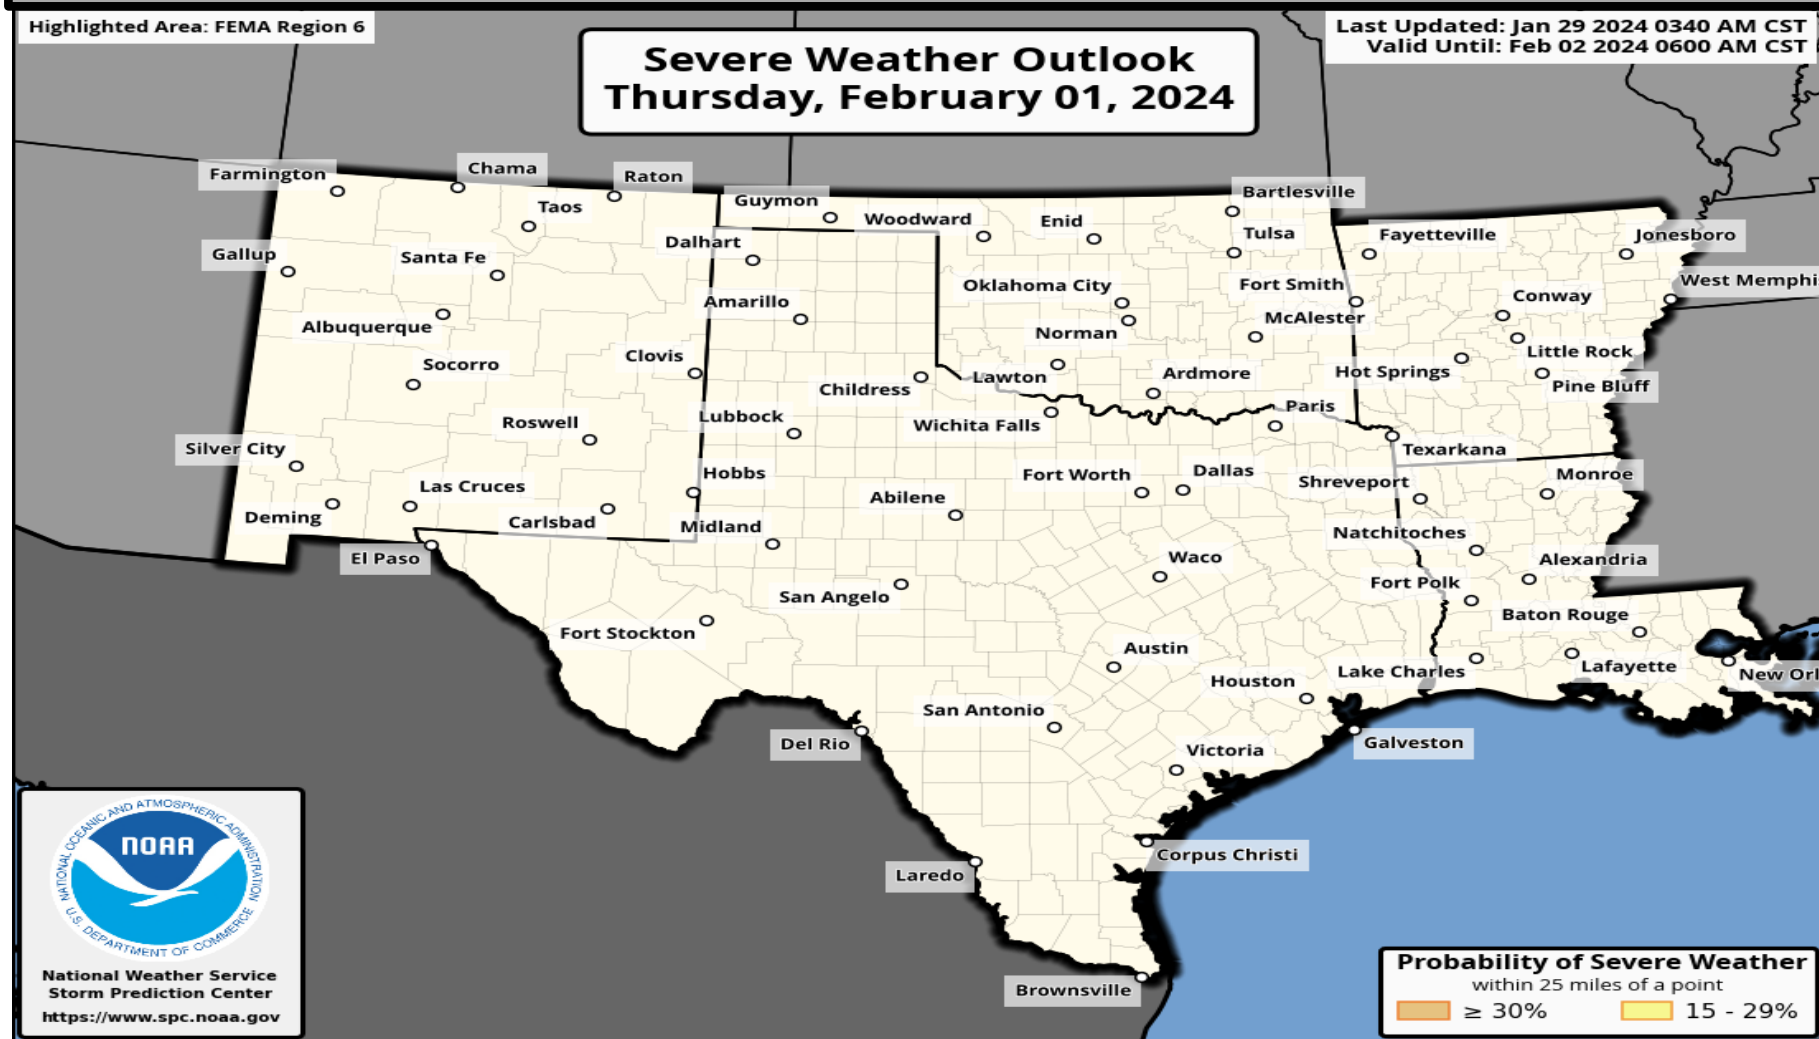 Highlighted Area: FEMA Region 6
Last Updated: Jan 29 2024 0340 AM CST
Valid Until: Feb 02 2024 0600 AM CST
Severe Weather Outlook
Thursday, February 01, 2024
Farmington
Chama
Raton
Taos
Guymon
Woodward
Enid
Bartlesville
Tulsa
Fayetteville
Jonesboro
Gallup
Santa Fe
Dalhart
Oklahoma City
Fort Smith
Conway
West Memphi
Albuquerque
Amarillo
Norman
McAlester
Little Rock
Socorro
Clovis
Childress
Lawton
Ardmore
Hot Springs
Pine Bluff
Roswell
Lubbock
Wichita Falls
Paris
Texarkana
Silver City
Las Cruces
Hobbs
Abilene
Fort Worth
Dallas
Shreveport
Monroe
Deming
Carlsbad
Midland
Natchitoches
El Paso
San Angelo
Waco
Fort Polk
Alexandria
Fort Stockton
Austin
Baton Rouge
Houston
Lake Charles
Lafayette
New Orl
San Antonio
Del Rio
Victoria
Galveston
Corpus Christi
Laredo
Brownsville
NATIONAL OCEANIC AND ATMOSPHERIC ADMINISTRATION
NOAA
U.S. DEPARTMENT OF COMMERCE
National Weather Service
Storm Prediction Center
https://www.spc.noaa.gov
Probability of Severe Weather
within 25 miles of a point
≥ 30%
15 - 29%